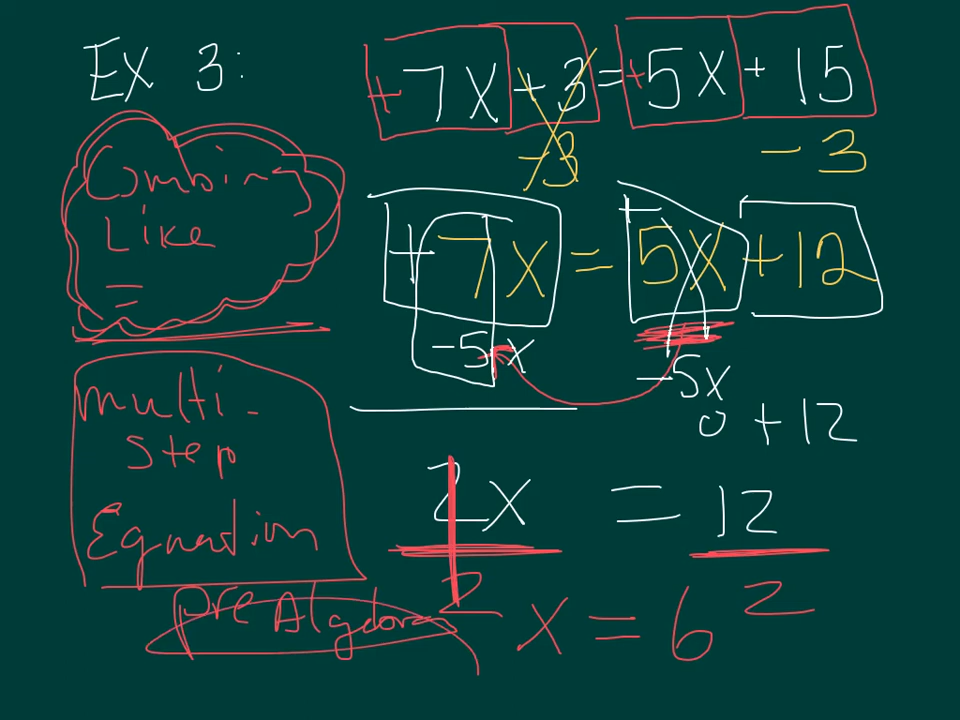 Ex 3:
+7x +3 = +5x + 15
-3 - 3
Combing
Like
+7x = +5x +12
-5x -5x
0 + 12
multi-
step
Equation
2x = 12
2 2
Pre Algebra
x = 6